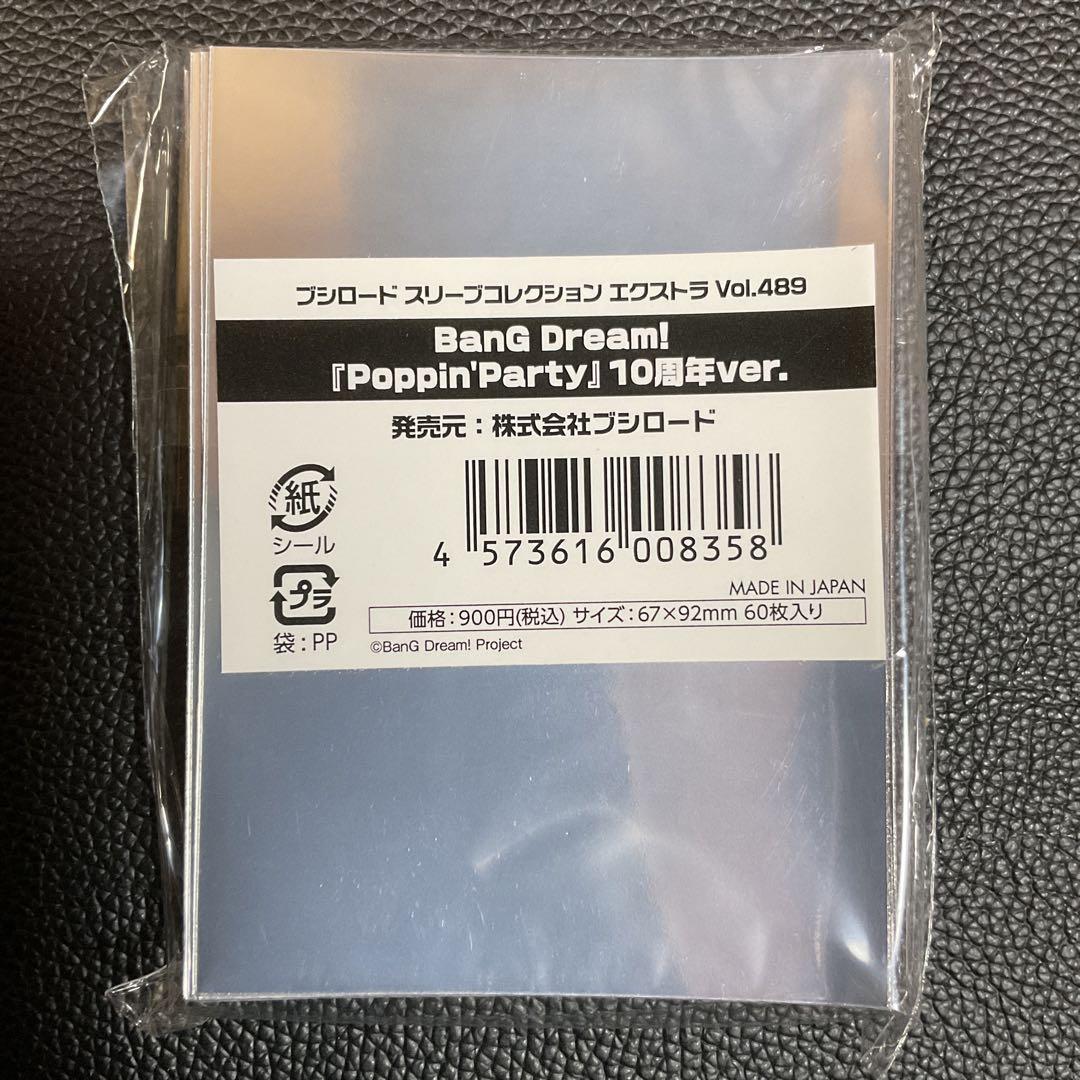 ブシロード スリーブコレクション エクストラ Vol.489
BanG Dream!
『Poppin'Party』10周年ver.
発売元：株式会社ブシロード
紙
シール
プラ
袋：PP
4 573616 008358
MADE IN JAPAN
価格：900円(税込) サイズ：67×92mm 60枚入り
©BanG Dream! Project